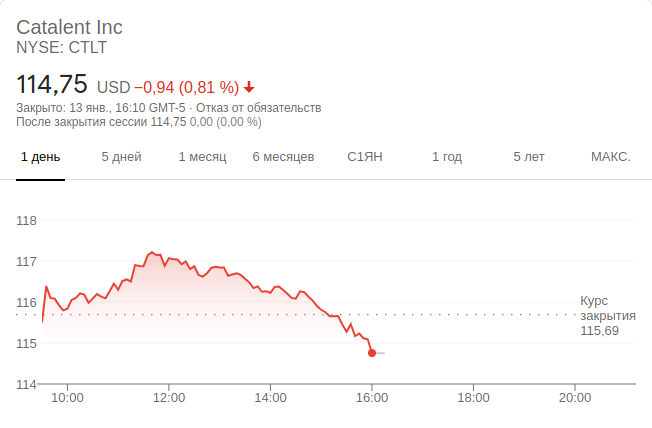 Catalent Inc
NYSE: CTLT
114,75 USD −0,94 (0,81 %)
Закрыто: 13 янв., 16:10 GMT-5 · Отказ от обязательств
После закрытия сессии 114,75 0,00 (0,00 %)
1 день 5 дней 1 месяц 6 месяцев С1ЯН 1 год 5 лет МАКС.
118
117
116
115
114
Курс
закрытия
115,69
10:00 12:00 14:00 16:00 18:00 20:00